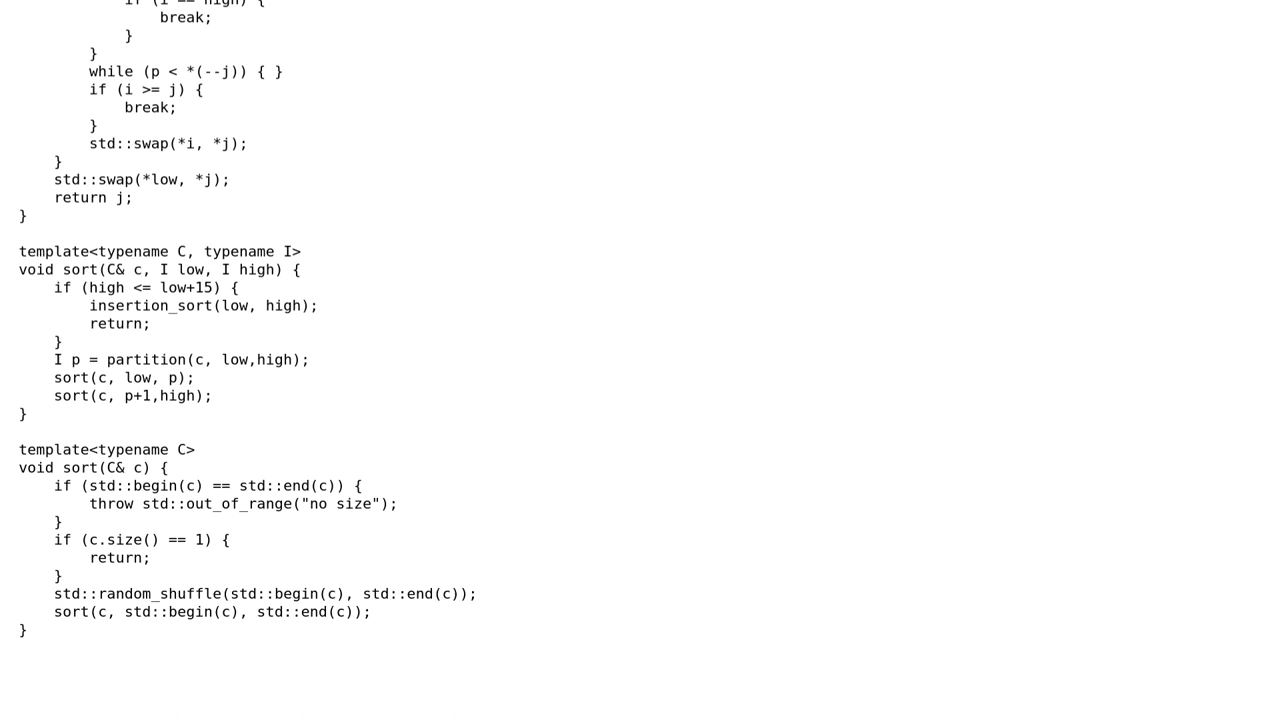 if (i == high) {
break;
}
}
while (p < *(--j)) { }
if (i >= j) {
break;
}
std::swap(*i, *j);
}
std::swap(*low, *j);
return j;
}
template<typename C, typename I>
void sort(C& c, I low, I high) {
if (high <= low+15) {
insertion_sort(low, high);
return;
}
I p = partition(c, low,high);
sort(c, low, p);
sort(c, p+1,high);
}
template<typename C>
void sort(C& c) {
if (std::begin(c) == std::end(c)) {
throw std::out_of_range("no size");
}
if (c.size() == 1) {
return;
}
std::random_shuffle(std::begin(c), std::end(c));
sort(c, std::begin(c), std::end(c));
}